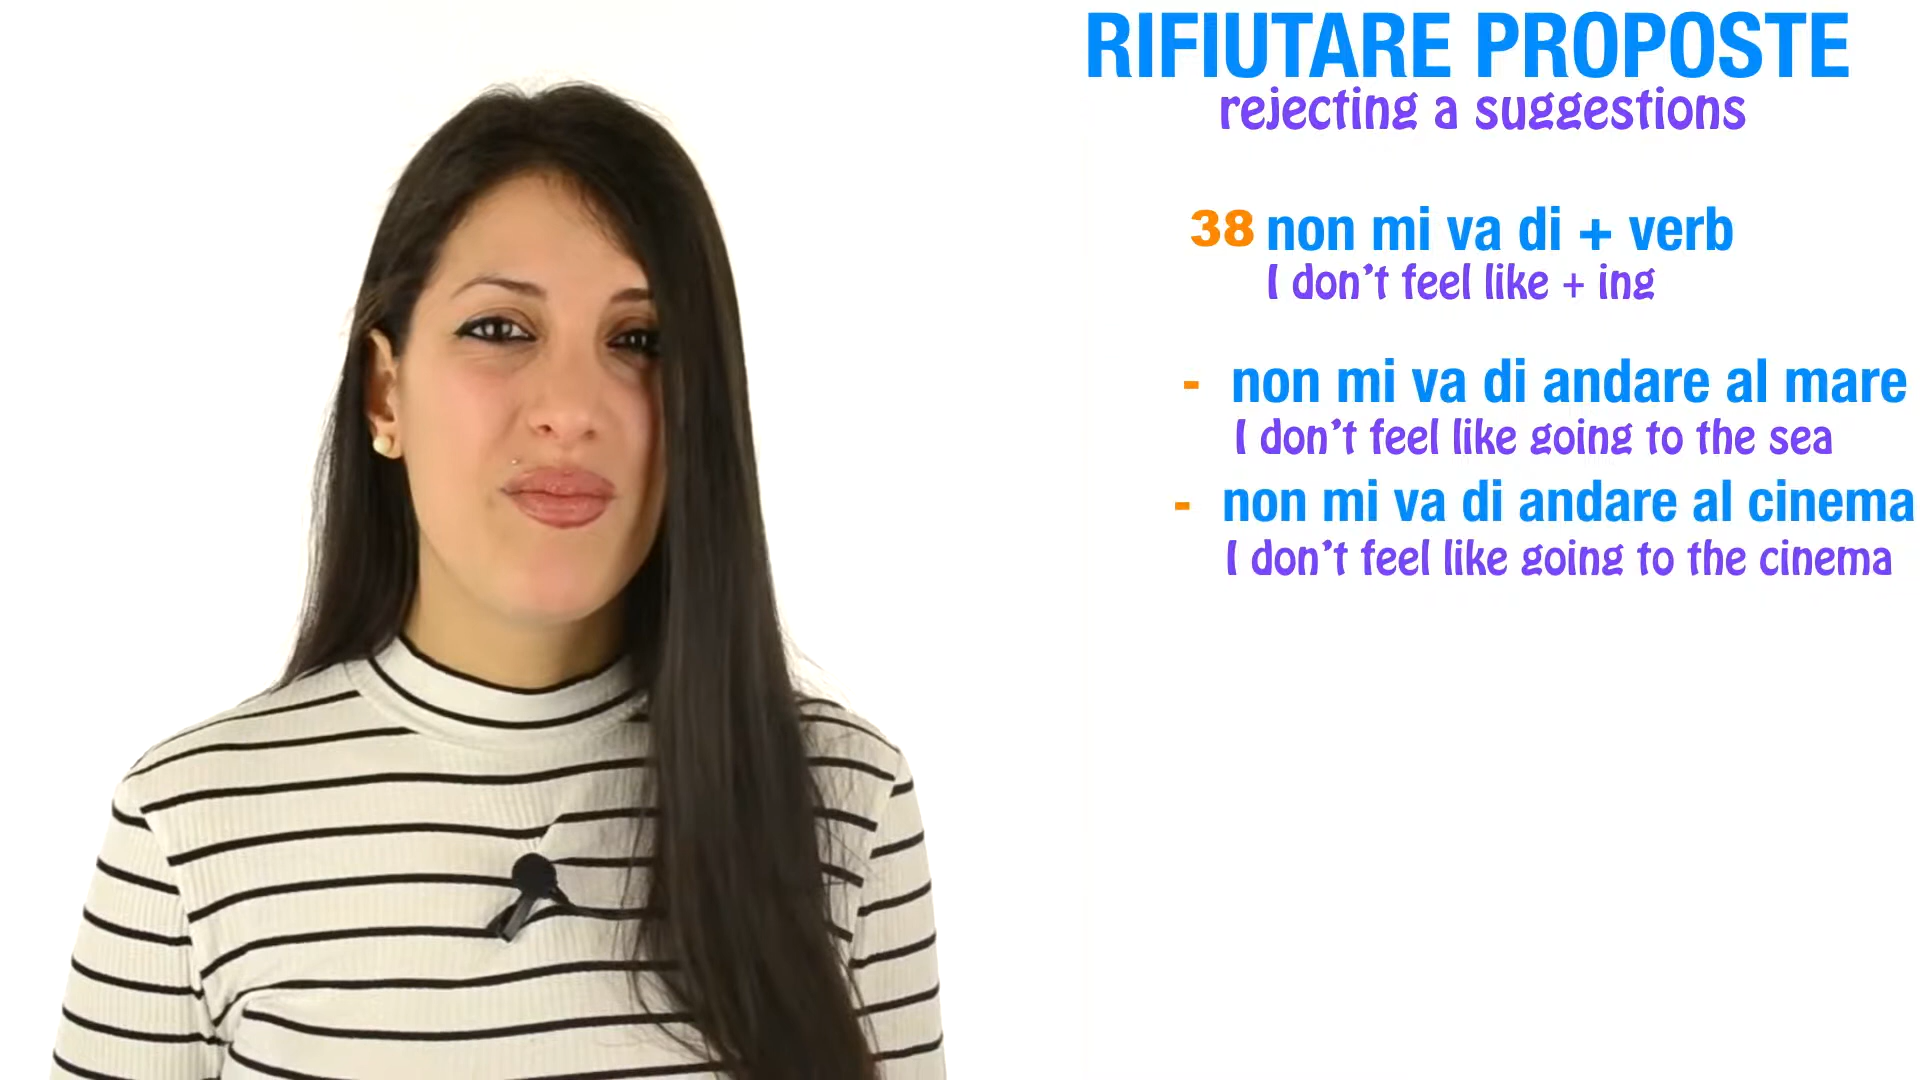 RIFIUTARE PROPOSTE
rejecting a suggestions
38 non mi va di + verb
I don't feel like + ing
- non mi va di andare al mare
I don't feel like going to the sea
- non mi va di andare al cinema
I don't feel like going to the cinema